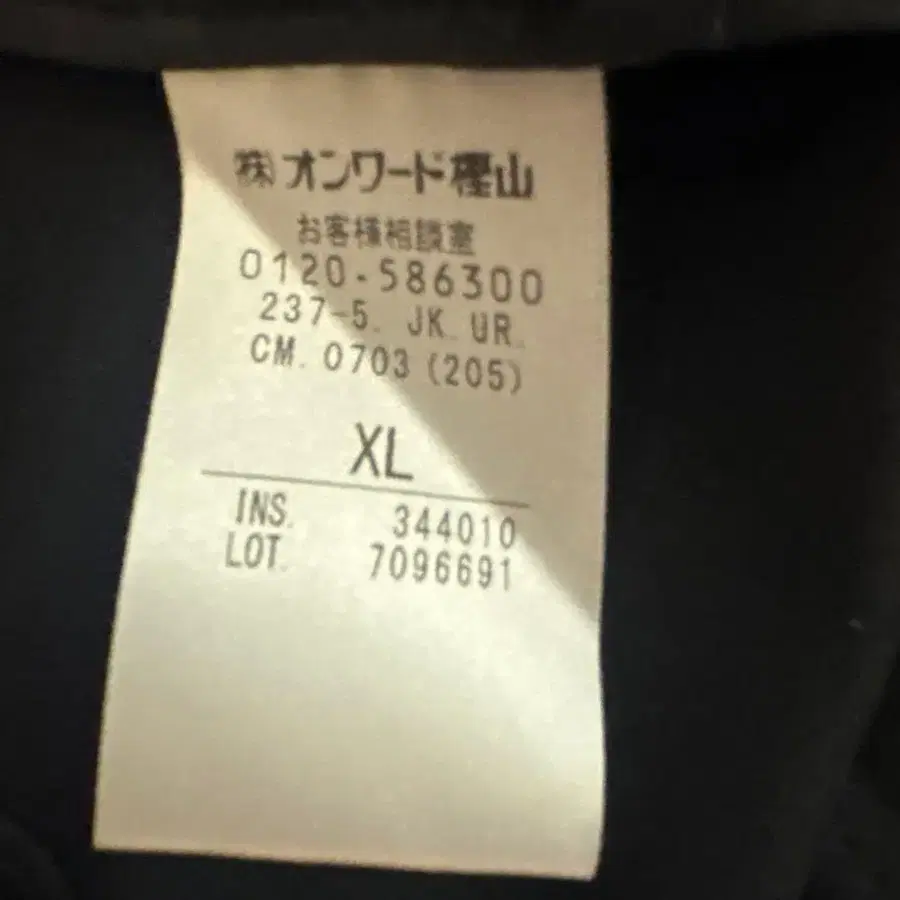 ㈱オンワード樫山
お客様相談室
0120-586300
237-5. JK. UR.
CM. 0703 (205)
XL
INS. 344010
LOT. 7096691